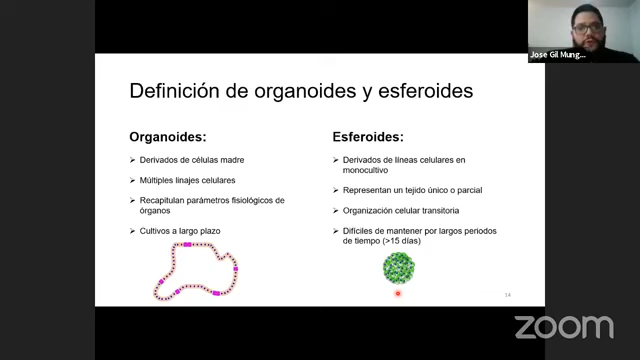 Jose Gil Mung...
Definición de organoides y esferoides
Organoides:
➢ Derivados de células madre
➢ Múltiples linajes celulares
➢ Recapitulan parámetros fisiológicos de
órganos
➢ Cultivos a largo plazo
Esferoides:
➢ Derivados de líneas celulares en
monocultivo
➢ Representan un tejido único o parcial
➢ Organización celular transitoria
➢ Difíciles de mantener por largos periodos
de tiempo (>15 días)
14
zoom